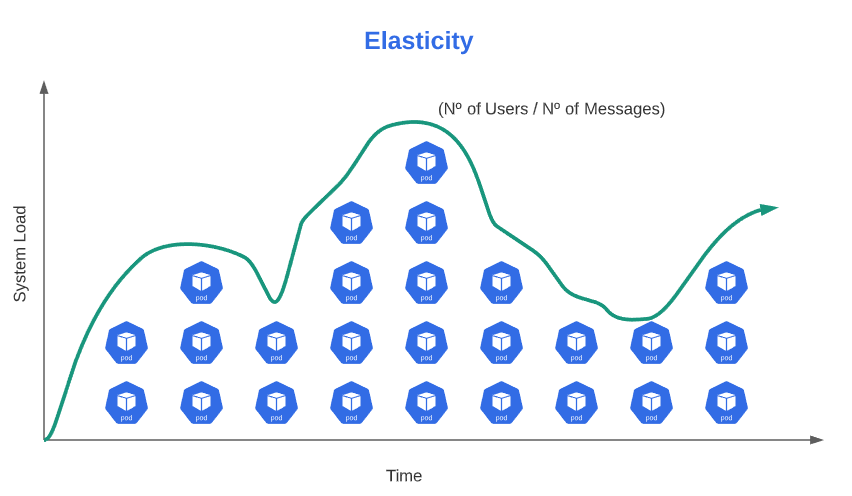 Elasticity
(Nº of Users / Nº of Messages)
System Load
pod
pod pod
pod pod pod pod pod
pod pod pod pod pod pod pod pod pod
pod pod pod pod pod pod pod pod pod
Time